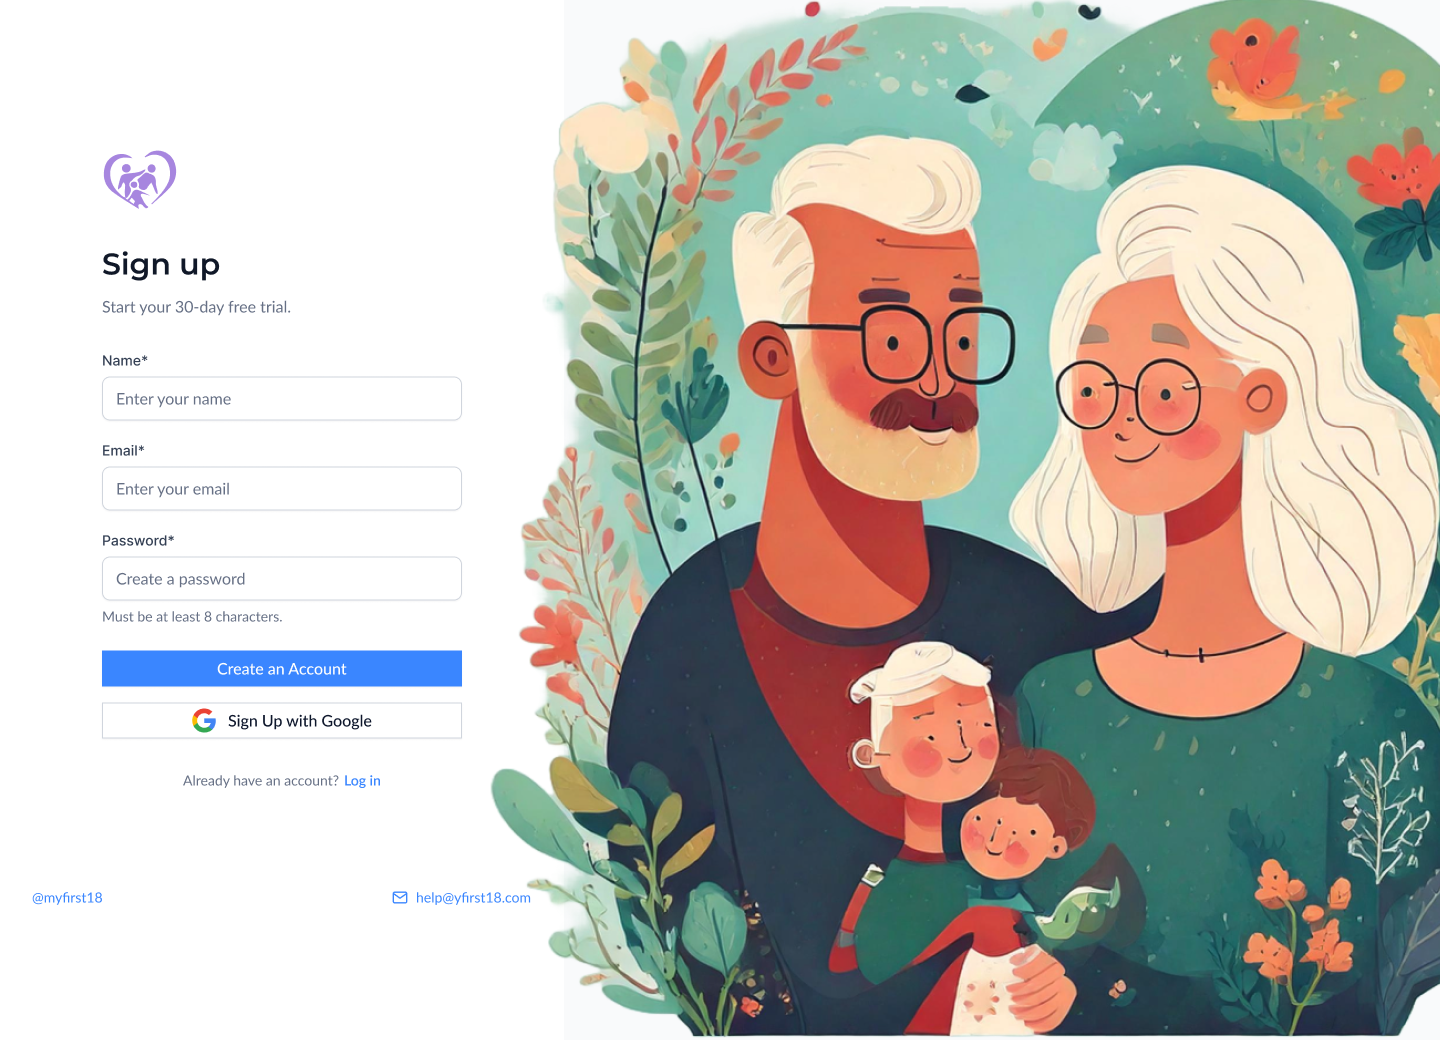 Sign up
Start your 30-day free trial.
Name*
Enter your name
Email*
Enter your email
Password*
Create a password
Must be at least 8 characters.
Create an Account
Sign Up with Google
Already have an account? Log in
@myfirst18
help@yfirst18.com